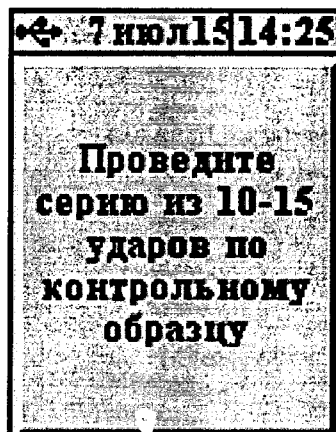 7 июл15 14:25
Проведите
серию из 10-15
ударов по
контрольному
образцу